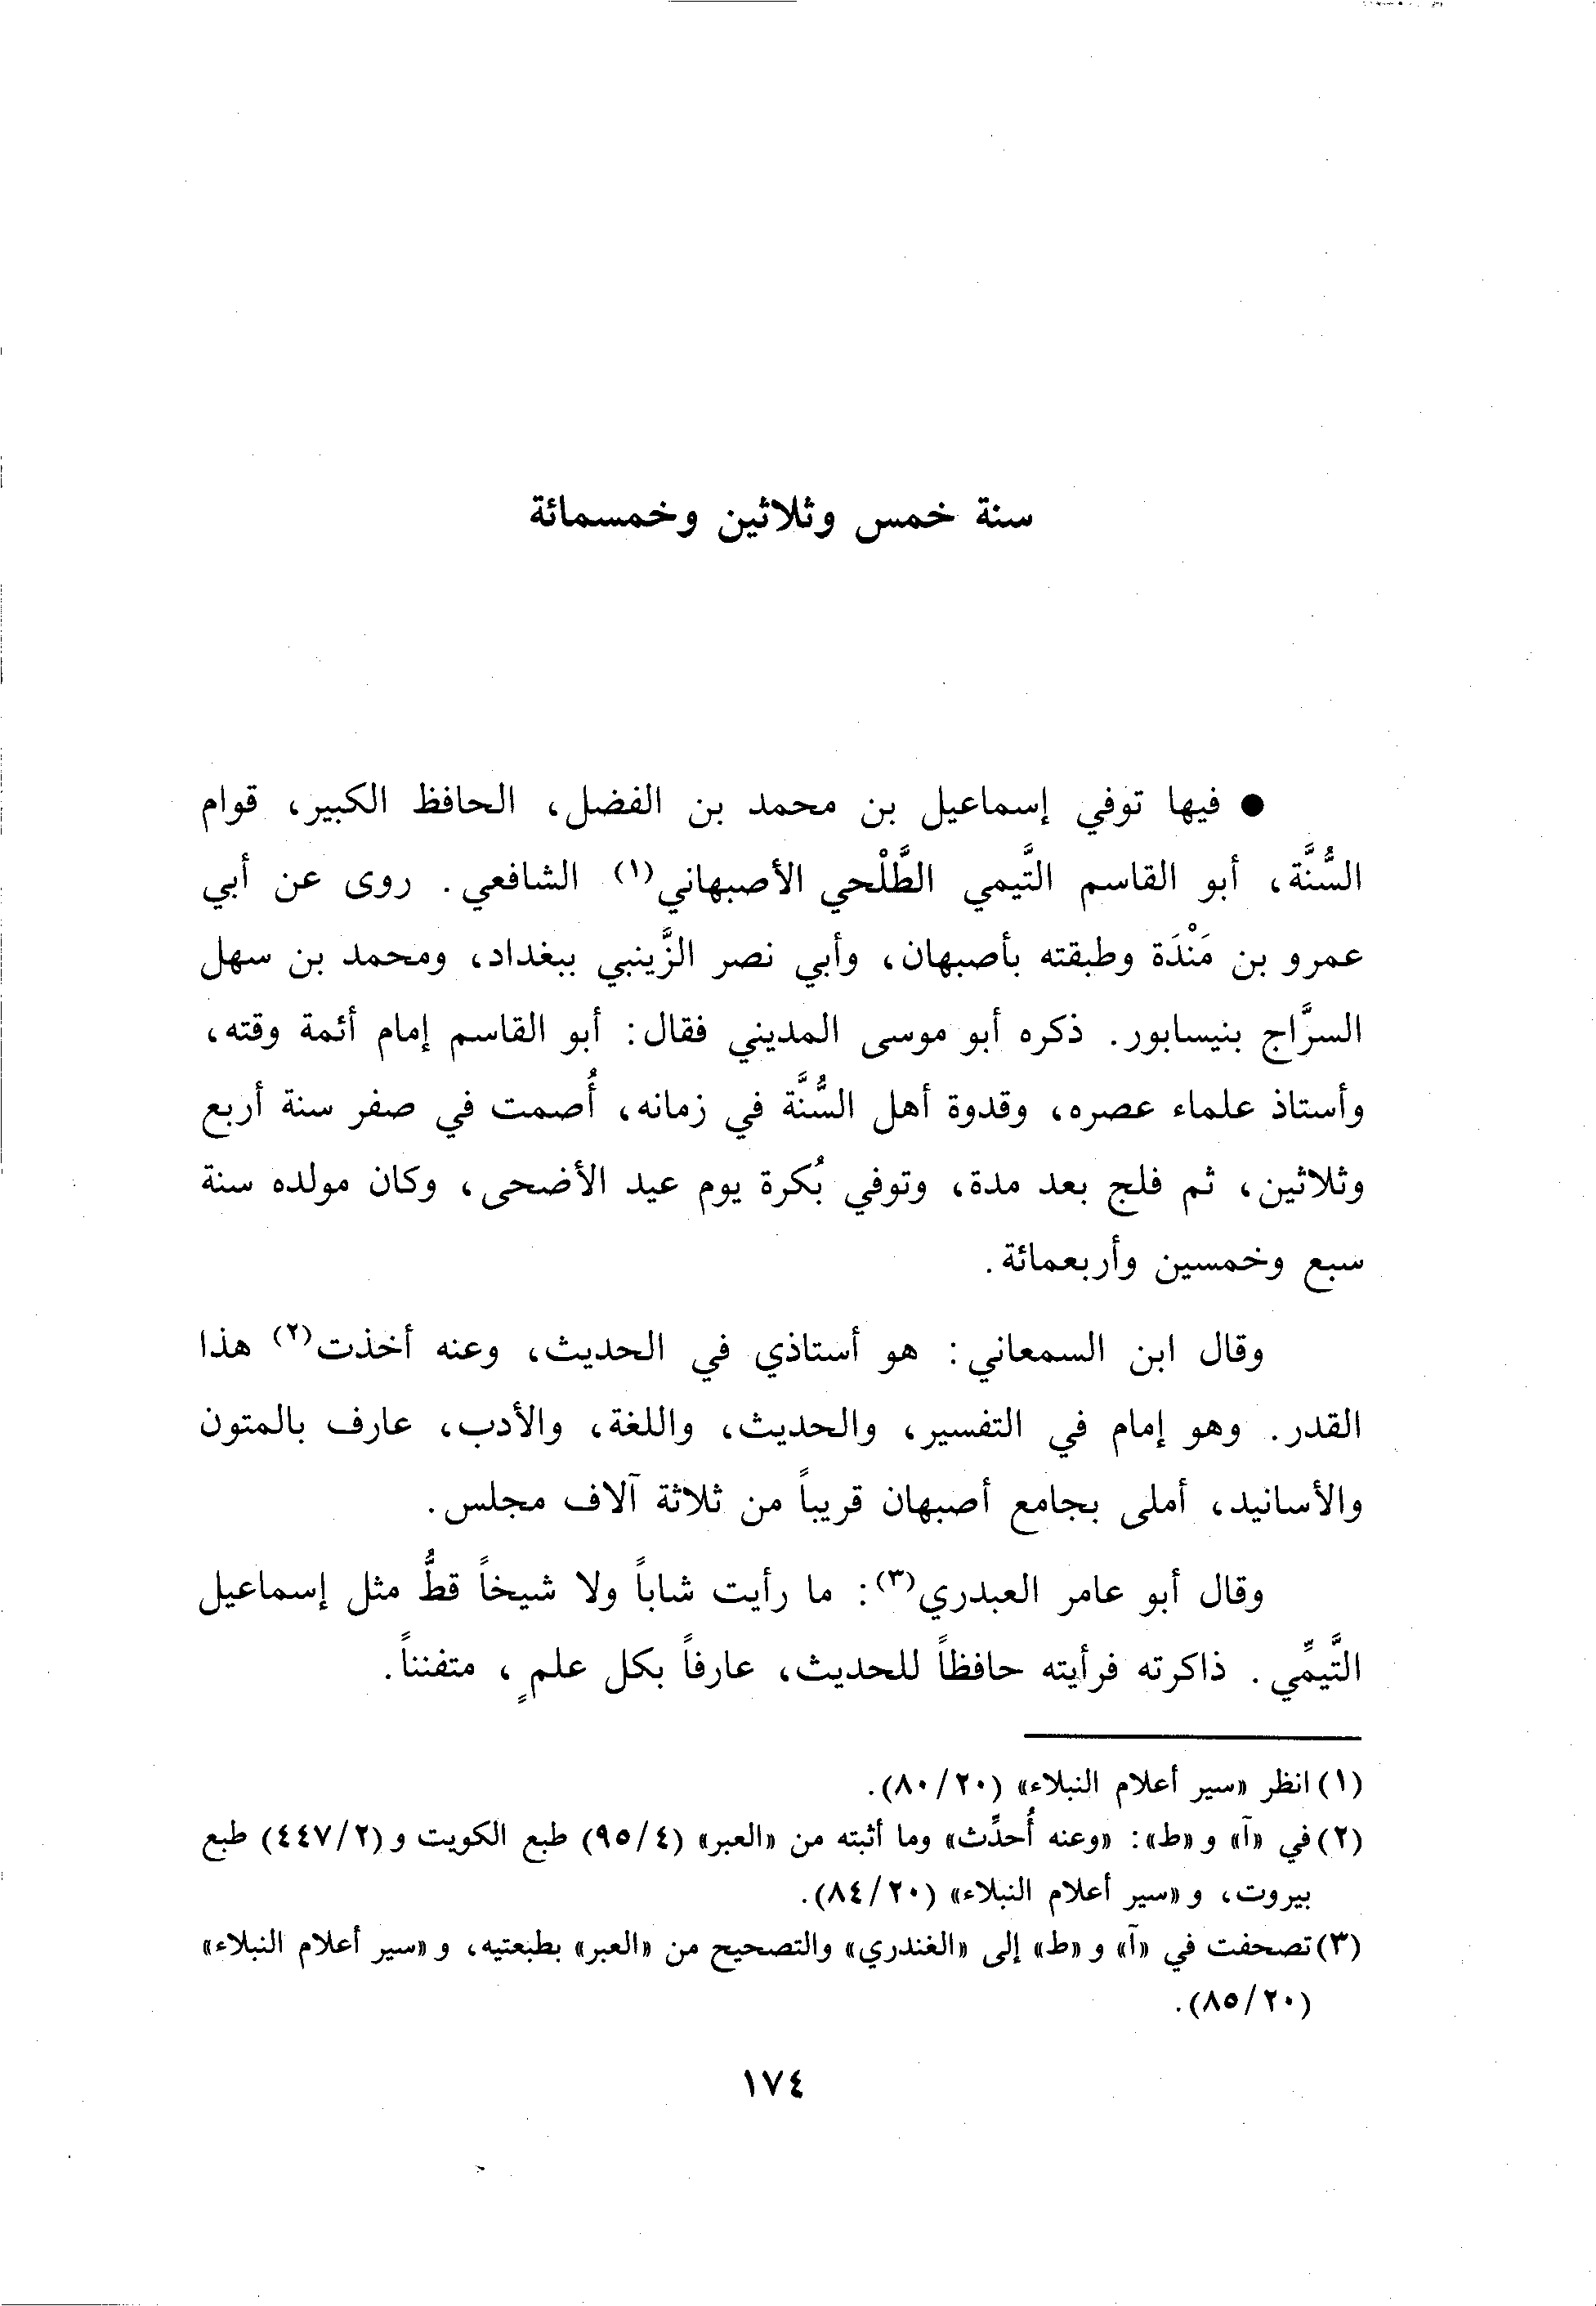 سنة خمس وثلاثين وخمسمائة
● فيها توفي إسماعيل بن محمد بن الفضل، الحافظ الكبير، قوام
السُّنَّة، أبو القاسم التَّيمي الطَّلْحي الأصبهاني(١) الشافعي. روى عن أبي
عمرو بن مَنْدَة وطبقته بأصبهان، وأبي نصر الزَّينبي ببغداد، ومحمد بن سهل
السرَّاج بنيسابور. ذكره أبو موسى المديني فقال: أبو القاسم إمام أئمة وقته،
وأستاذ علماء عصره، وقدوة أهل السُّنَّة في زمانه، أُصمت في صفر سنة أربع
وثلاثين، ثم فلج بعد مدة، وتوفي بُكرة يوم عيد الأضحى، وكان مولده سنة
سبع وخمسين وأربعمائة.
وقال ابن السمعاني: هو أستاذي في الحديث، وعنه أخذت(٢) هذا
القدر. وهو إمام في التفسير، والحديث، واللغة، والأدب، عارف بالمتون
والأسانيد، أملى بجامع أصبهان قريباً من ثلاثة آلاف مجلس.
وقال أبو عامر العبدري(٣): ما رأيت شاباً ولا شيخاً قطُّ مثل إسماعيل
التَّيمِّي. ذاكرته فرأيته حافظاً للحديث، عارفاً بكل علمٍ، متفنناً.
(١) انظر «سير أعلام النبلاء» (٨٠/٢٠).
(٢) في «آ» و «ط»: «وعنه أُحدِّث» وما أثبته من «العبر» (٩٥/٤) طبع الكويت و (٤٤٧/٢) طبع
بيروت، و «سير أعلام النبلاء» (٨٤/٢٠).
(٣) تصحفت في «آ» و «ط» إلى «الغندري» والتصحيح من «العبر» بطبعتيه، و «سير أعلام النبلاء»
(٨٥/٢٠).
١٧٤